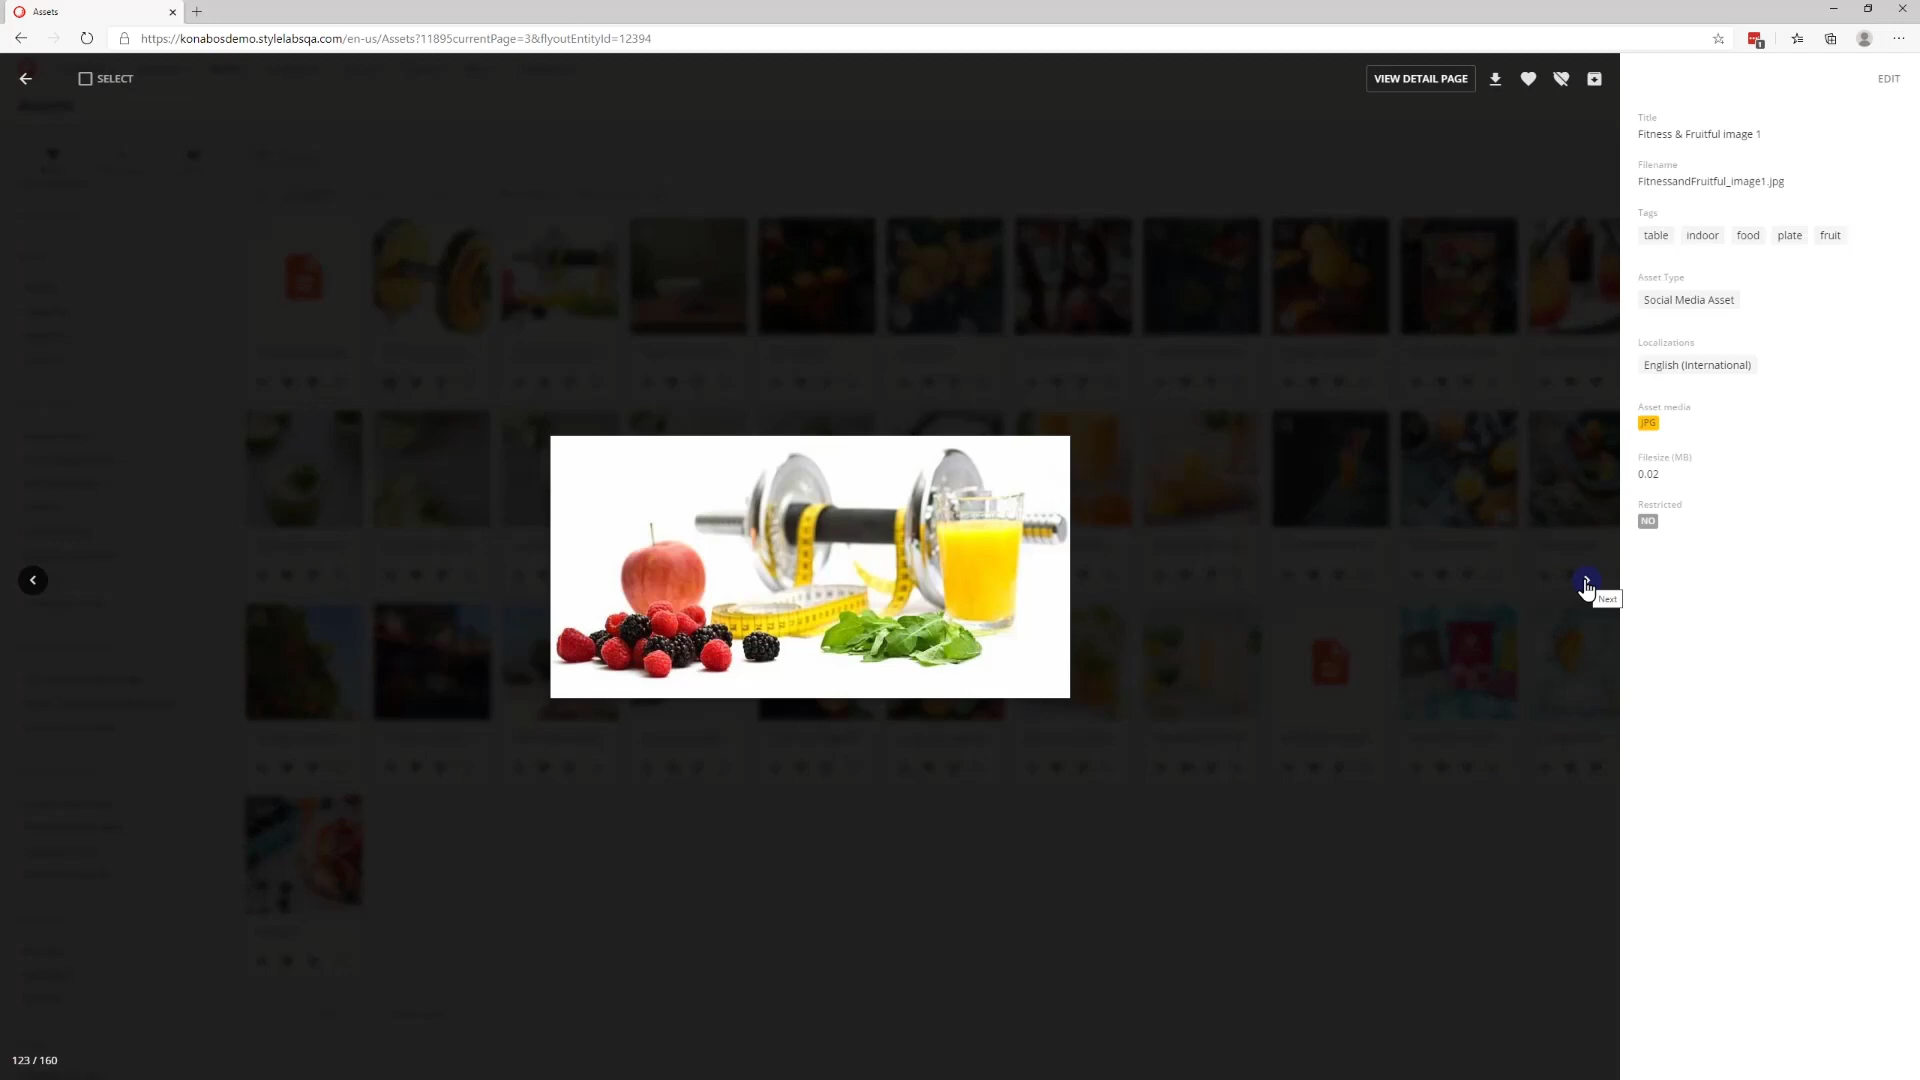 Assets
https://konabosdemo.stylelabsqa.com/en-us/Assets?11895currentPage=3&flyoutEntityId=12394
1
SELECT
VIEW DETAIL PAGE
EDIT
Title
Fitness & Fruitful image 1
Filename
FitnessandFruitful_image1.jpg
Tags
table indoor food plate fruit
Asset Type
Social Media Asset
Localizations
English (International)
Asset media
JPG
Filesize (MB)
0.02
Restricted
NO
Next
123 / 160